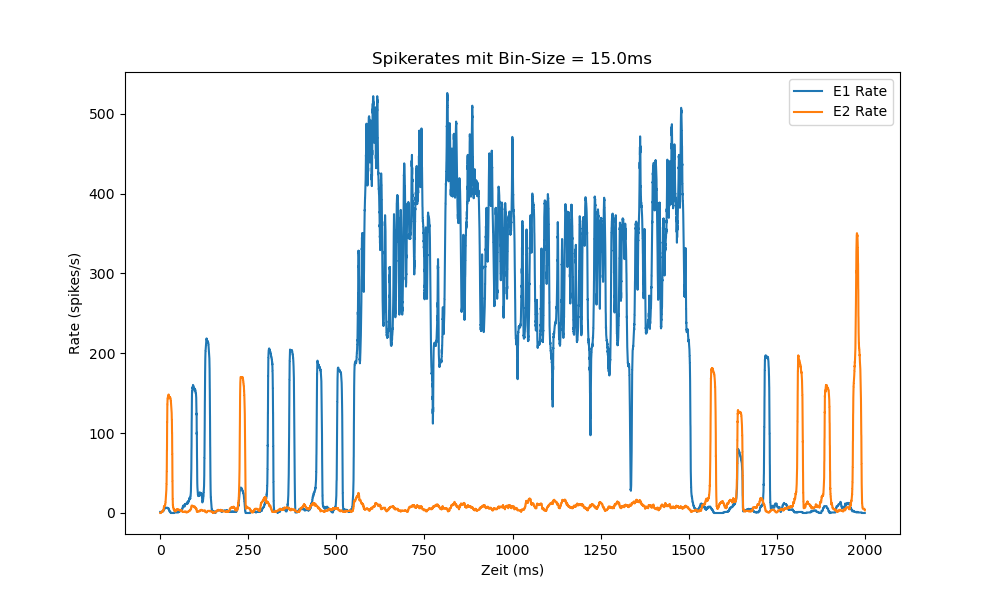 Spikerates mit Bin-Size = 15.0ms
E1 Rate
E2 Rate
500
400
300
200
100
0
Rate (spikes/s)
0 250 500 750 1000 1250 1500 1750 2000
Zeit (ms)